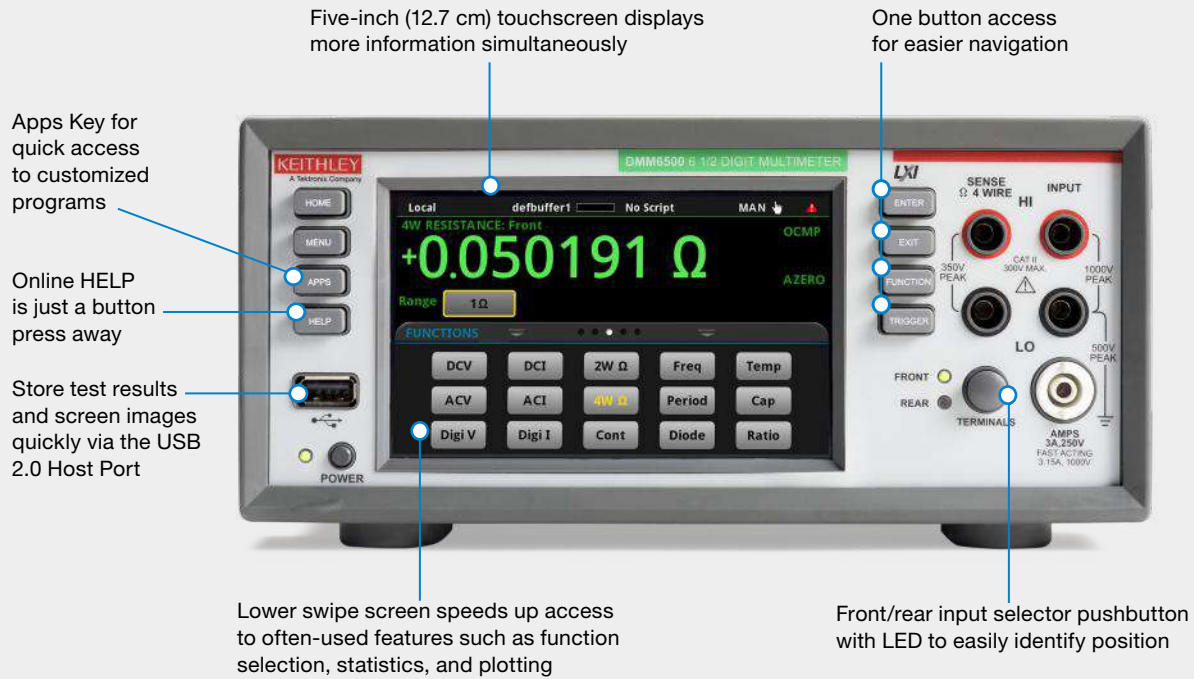 Five-inch (12.7 cm) touchscreen displays
more information simultaneously
One button access
for easier navigation
Apps Key for
quick access
to customized
programs
Online HELP
is just a button
press away
Store test results
and screen images
quickly via the USB
2.0 Host Port
KEITHLEY
A Tektronix Company
DMM6500 6 1/2 DIGIT MULTIMETER
LXI
HOME
MENU
APPS
HELP
POWER
Local defbuffer1 No Script MAN
4W RESISTANCE: Front
OCMP
+0.050191 Ω
AZERO
Range 1Ω
FUNCTIONS
DCV DCI 2W Ω Freq Temp
ACV ACI 4W Ω Period Cap
Digi V Digi I Cont Diode Ratio
ENTER
EXIT
FUNCTION
TRIGGER
SENSE
Ω 4 WIRE
INPUT
HI
350V
PEAK
CAT II
300V MAX.
1000V
PEAK
LO
500V
PEAK
FRONT
REAR
TERMINALS
AMPS
3A,250V
FAST ACTING
3.15A, 1000V
Lower swipe screen speeds up access
to often-used features such as function
selection, statistics, and plotting
Front/rear input selector pushbutton
with LED to easily identify position